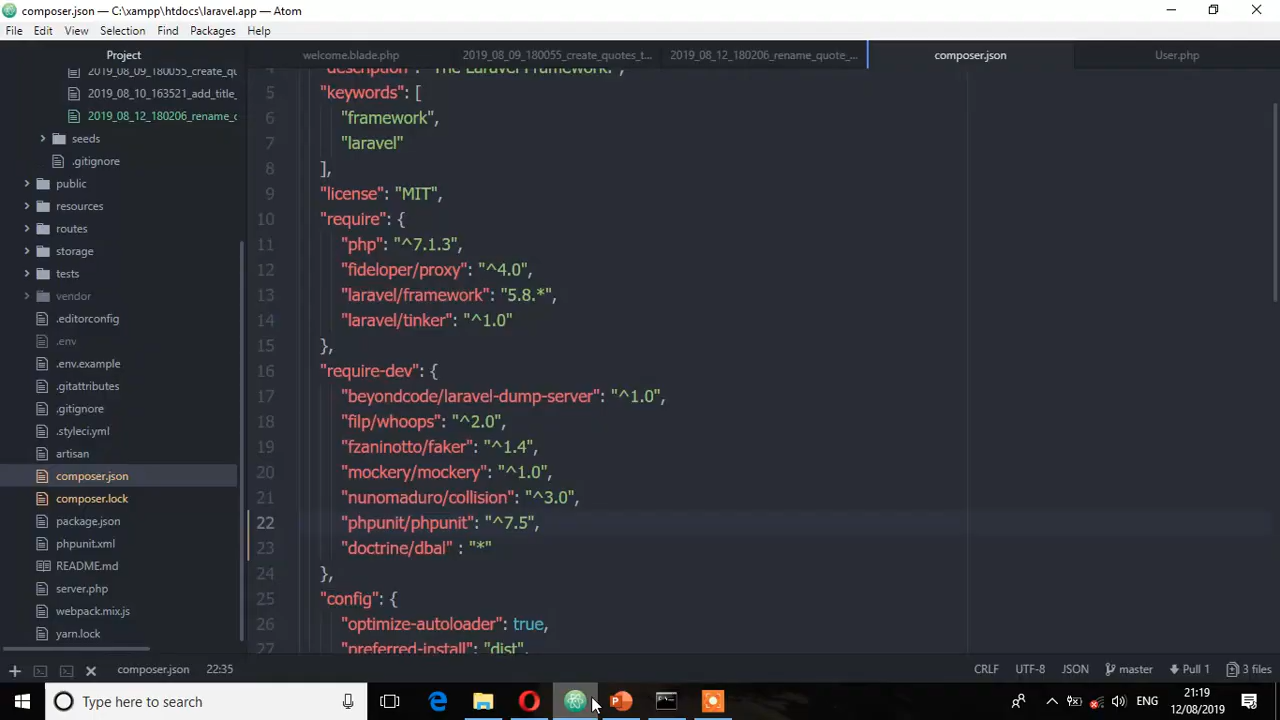 composer.json — C:\xampp\htdocs\laravel.app — Atom
File Edit View Selection Find Packages Help
Project
welcome.blade.php
2019_08_09_180055_create_quotes_t...
2019_08_12_180206_rename_quote_...
composer.json
User.php
2019_08_09_180055_create_qu
2019_08_10_163521_add_title_
2019_08_12_180206_rename_c
seeds
.gitignore
public
resources
routes
storage
tests
vendor
.editorconfig
.env
.env.example
.gitattributes
.gitignore
.styleci.yml
artisan
composer.json
composer.lock
package.json
phpunit.xml
README.md
server.php
webpack.mix.js
yarn.lock
"description": "The Laravel Framework.",
5 "keywords": [
6 "framework",
7 "laravel"
8 ],
9 "license": "MIT",
10 "require": {
11 "php": "^7.1.3",
12 "fideloper/proxy": "^4.0",
13 "laravel/framework": "5.8.*",
14 "laravel/tinker": "^1.0"
15 },
16 "require-dev": {
17 "beyondcode/laravel-dump-server": "^1.0",
18 "filp/whoops": "^2.0",
19 "fzaninotto/faker": "^1.4",
20 "mockery/mockery": "^1.0",
21 "nunomaduro/collision": "^3.0",
22 "phpunit/phpunit": "^7.5",
23 "doctrine/dbal" : "*"
24 },
25 "config": {
26 "optimize-autoloader": true,
27 "preferred-install": "dist",
composer.json 22:35
CRLF UTF-8 JSON master Pull 1 3 files
Type here to search
ENG
21:19
12/08/2019